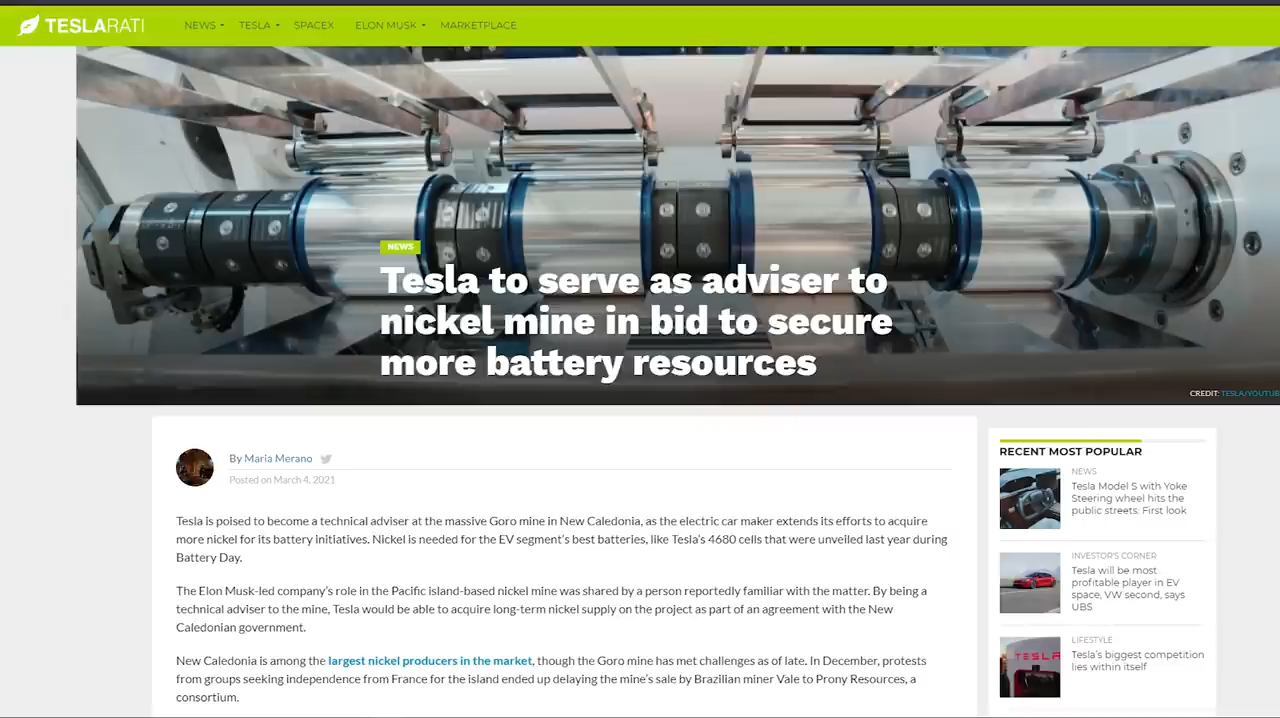 TESLARATI
NEWS
TESLA
SPACEX
ELON MUSK
MARKETPLACE
NEWS
Tesla to serve as adviser to
nickel mine in bid to secure
more battery resources
CREDIT: TESLA/YOUTUB
By Maria Merano
Posted on March 4, 2021
Tesla is poised to become a technical adviser at the massive Goro mine in New Caledonia, as the electric car maker extends its efforts to acquire
more nickel for its battery initiatives. Nickel is needed for the EV segment's best batteries, like Tesla's 4680 cells that were unveiled last year during
Battery Day.
The Elon Musk-led company's role in the Pacific island-based nickel mine was shared by a person reportedly familiar with the matter. By being a
technical adviser to the mine, Tesla would be able to acquire long-term nickel supply on the project as part of an agreement with the New
Caledonian government.
New Caledonia is among the largest nickel producers in the market, though the Goro mine has met challenges as of late. In December, protests
from groups seeking independence from France for the island ended up delaying the mine's sale by Brazilian miner Vale to Prony Resources, a
consortium.
RECENT MOST POPULAR
NEWS
Tesla Model S with Yoke
Steering wheel hits the
public streets: First look
INVESTOR'S CORNER
Tesla will be most
profitable player in EV
space, VW second, says
UBS
LIFESTYLE
Tesla's biggest competition
lies within itself
TESLA